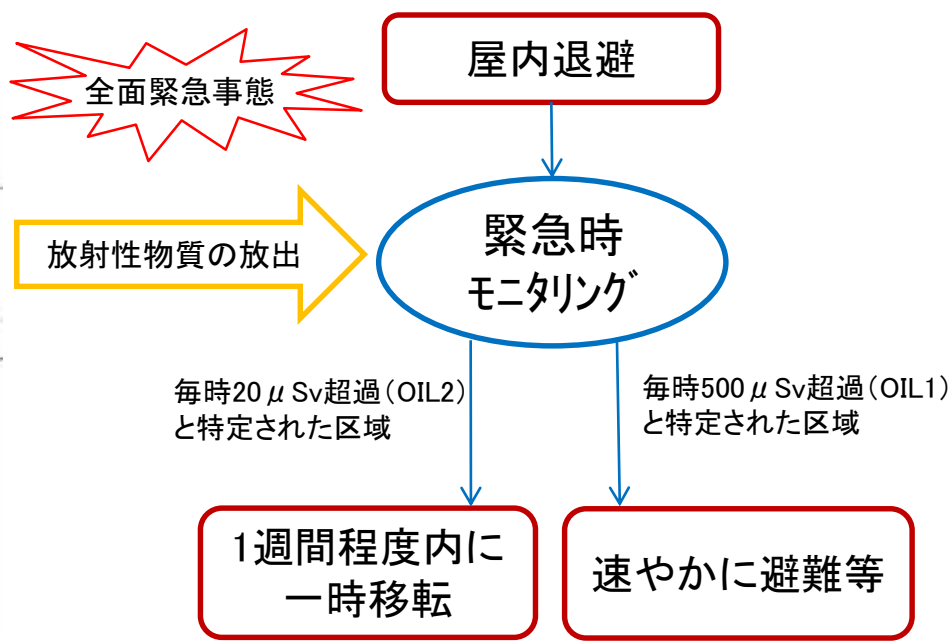 屋内退避
全面緊急事態
放射性物質の放出
緊急時
モニタリング
毎時20μSv超過(OIL2)
と特定された区域
毎時500μSv超過(OIL1)
と特定された区域
1週間程度内に
一時移転
速やかに避難等